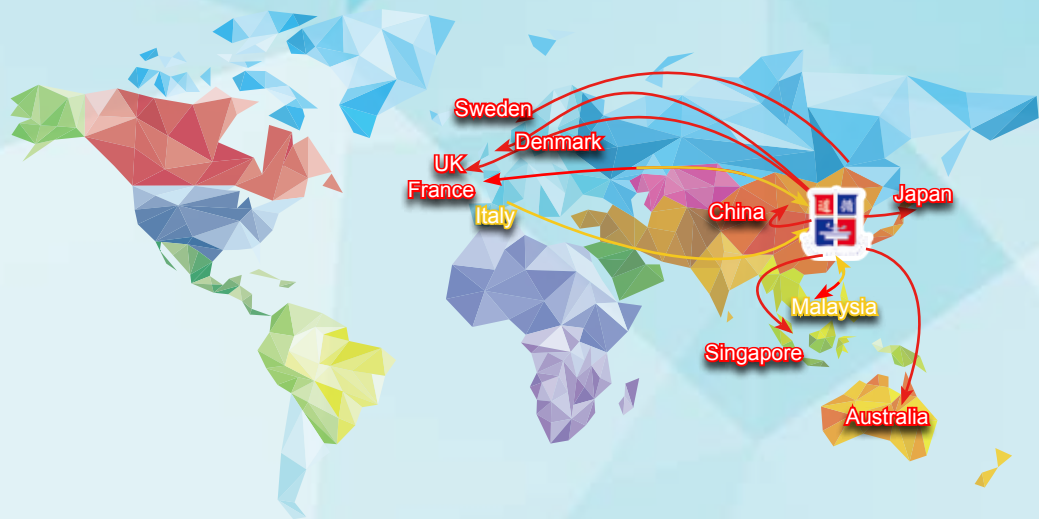 Sweden
Denmark
UK
France
Italy
China
Japan
Malaysia
Singapore
Australia